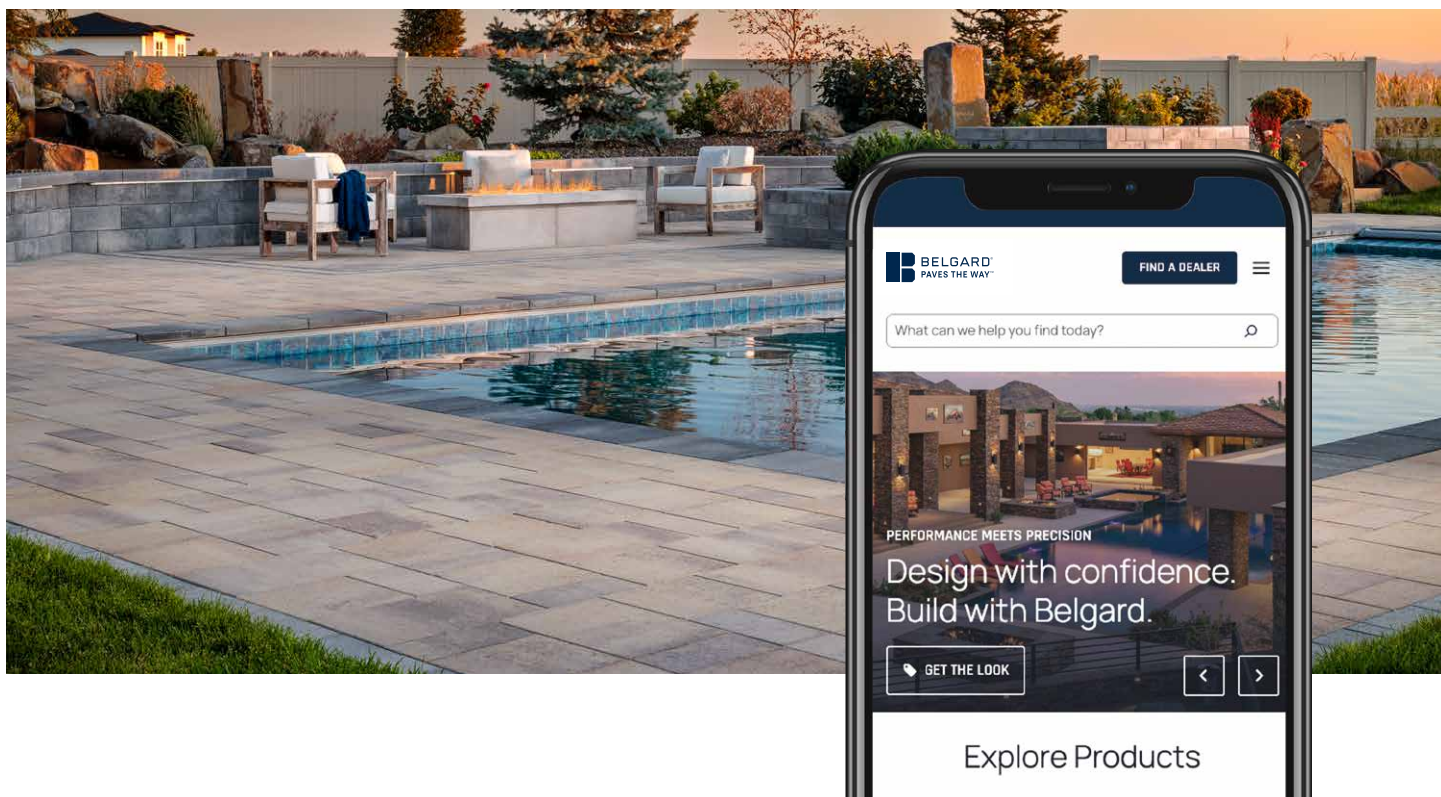 BELGARD®
PAVES THE WAY™
FIND A DEALER
What can we help you find today?
PERFORMANCE MEETS PRECISION
Design with confidence.
Build with Belgard.
GET THE LOOK
Explore Products